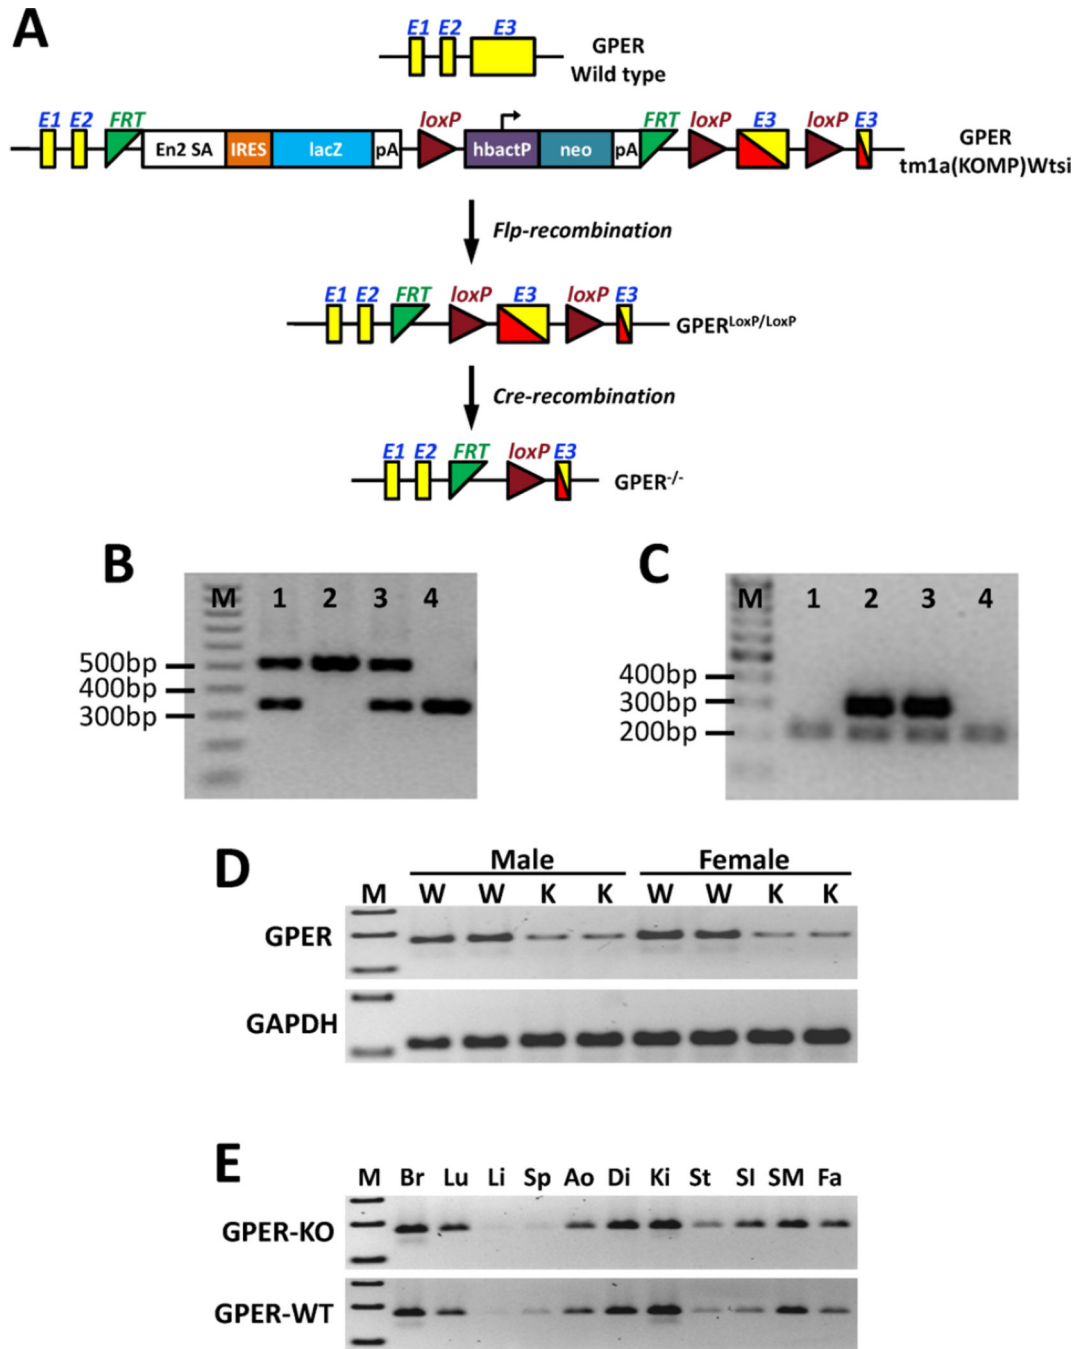 A
E1 E2 E3
GPER
Wild type
E1 E2 FRT loxP FRT loxP E3 loxP E3
En2 SA IRES lacZ pA hbactP neo pA
GPER
tm1a(KOMP)Wtsi
Flp-recombination
E1 E2 FRT loxP E3 loxP E3
GPERLoxP/LoxP
Cre-recombination
E1 E2 FRT loxP E3
GPER-/-
B
M 1 2 3 4
500bp
400bp
300bp
C
M 1 2 3 4
400bp
300bp
200bp
D
Male Female
M W W K K W W K K
GPER
GAPDH
E
M Br Lu Li Sp Ao Di Ki St SI SM Fa
GPER-KO
GPER-WT